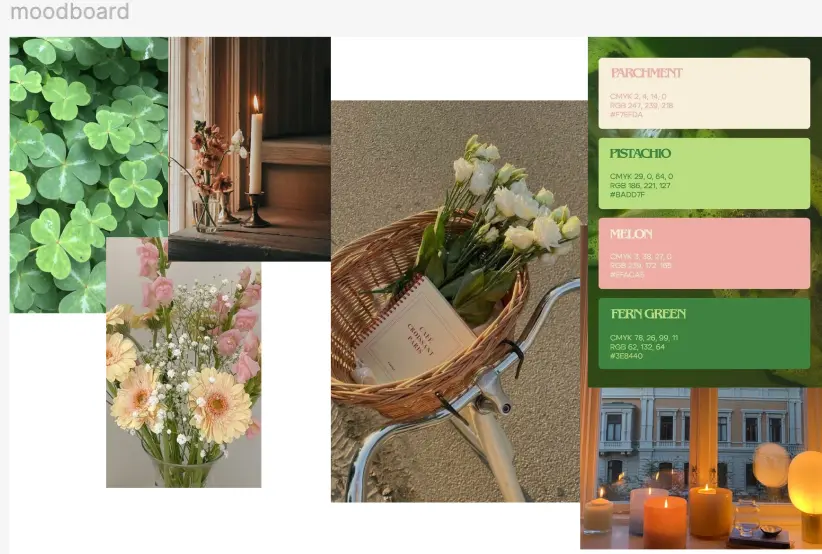 moodboard
PARCHMENT
CMYK 2, 4, 14, 0
RGB 247, 239, 218
#F7EFDA
PISTACHIO
CMYK 29, 0, 64, 0
RGB 186, 221, 127
#BADD7F
MELON
CMYK 3, 38, 27, 0
RGB 239, 172, 165
#EFACA5
FERN GREEN
CMYK 78, 26, 99, 11
RGB 62, 132, 64
#3E8440
CAFÉ
CROISSANT
PARIS